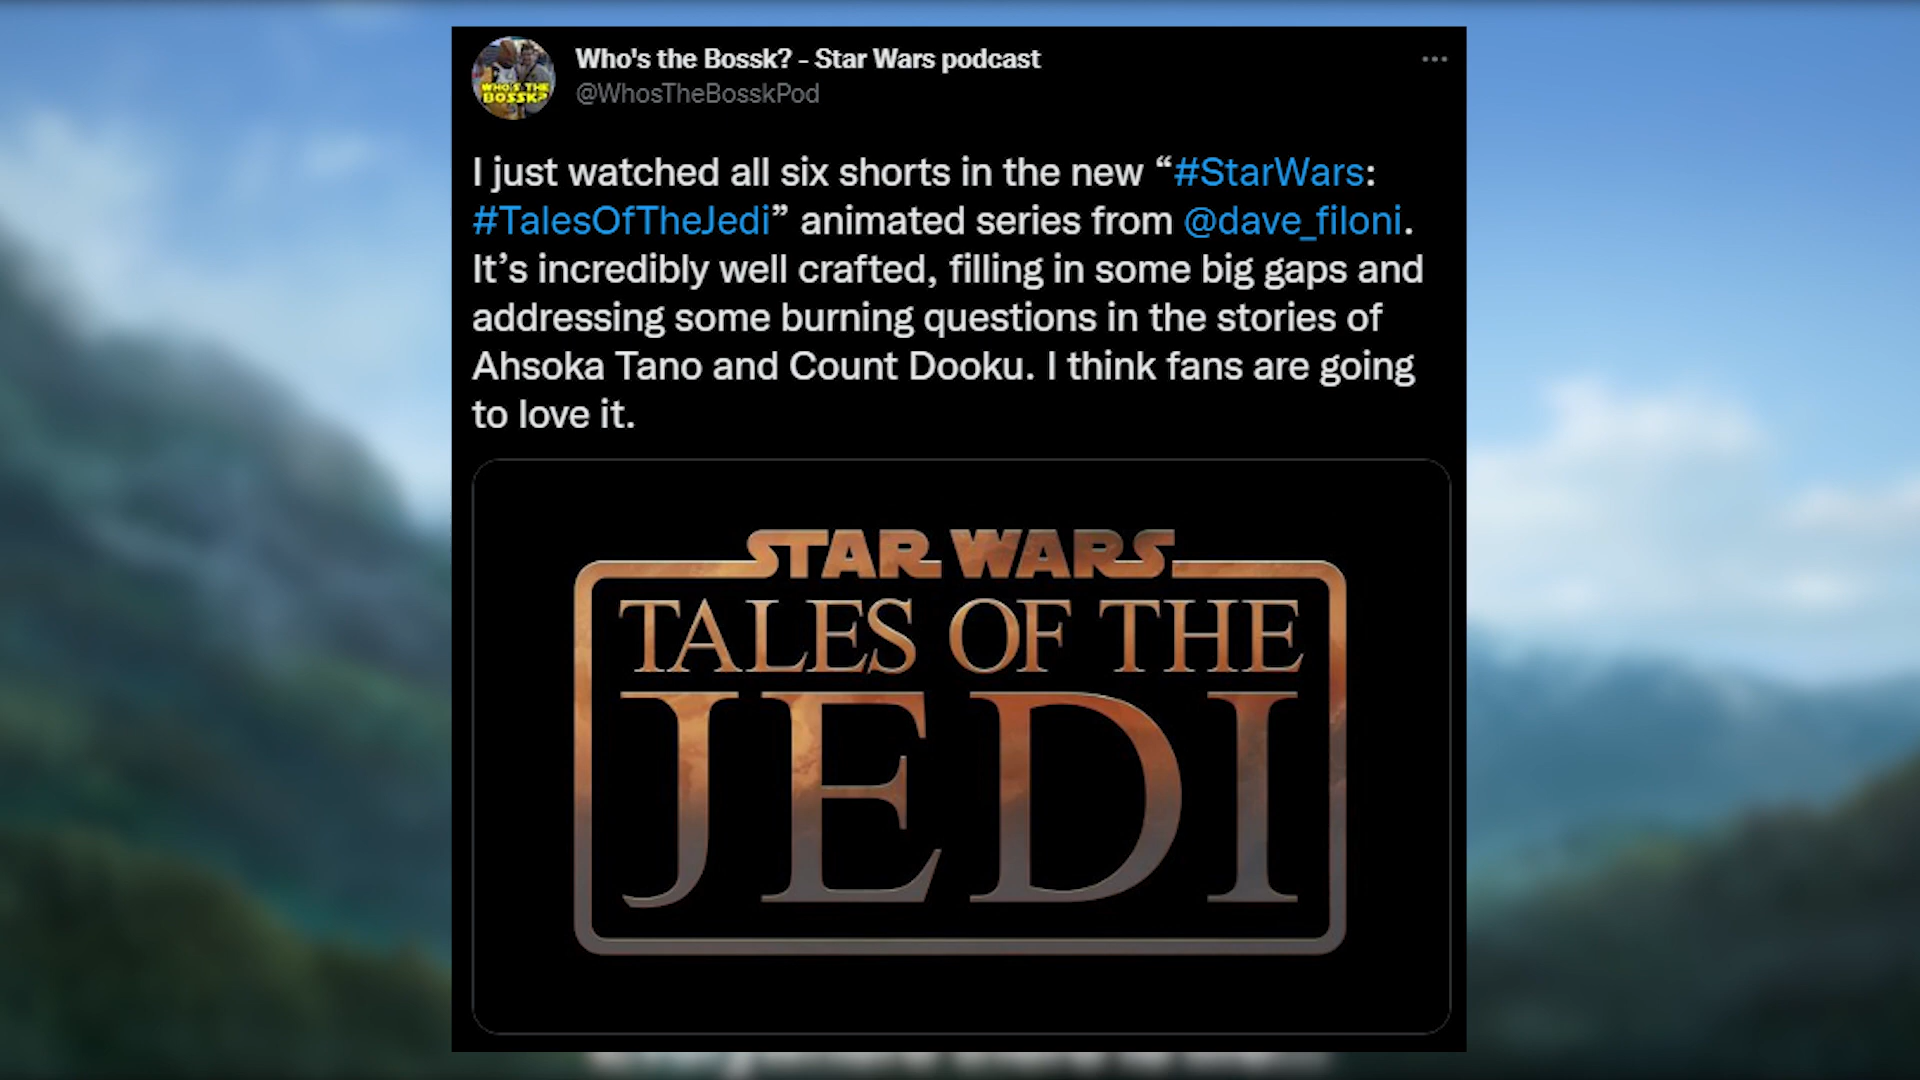 Who's the Bossk? - Star Wars podcast
@WhosTheBosskPod
WHO'S THE
BOSSK?
I just watched all six shorts in the new “#StarWars:
#TalesOfTheJedi” animated series from @dave_filoni.
It’s incredibly well crafted, filling in some big gaps and
addressing some burning questions in the stories of
Ahsoka Tano and Count Dooku. I think fans are going
to love it.
STAR WARS
TALES OF THE
JEDI